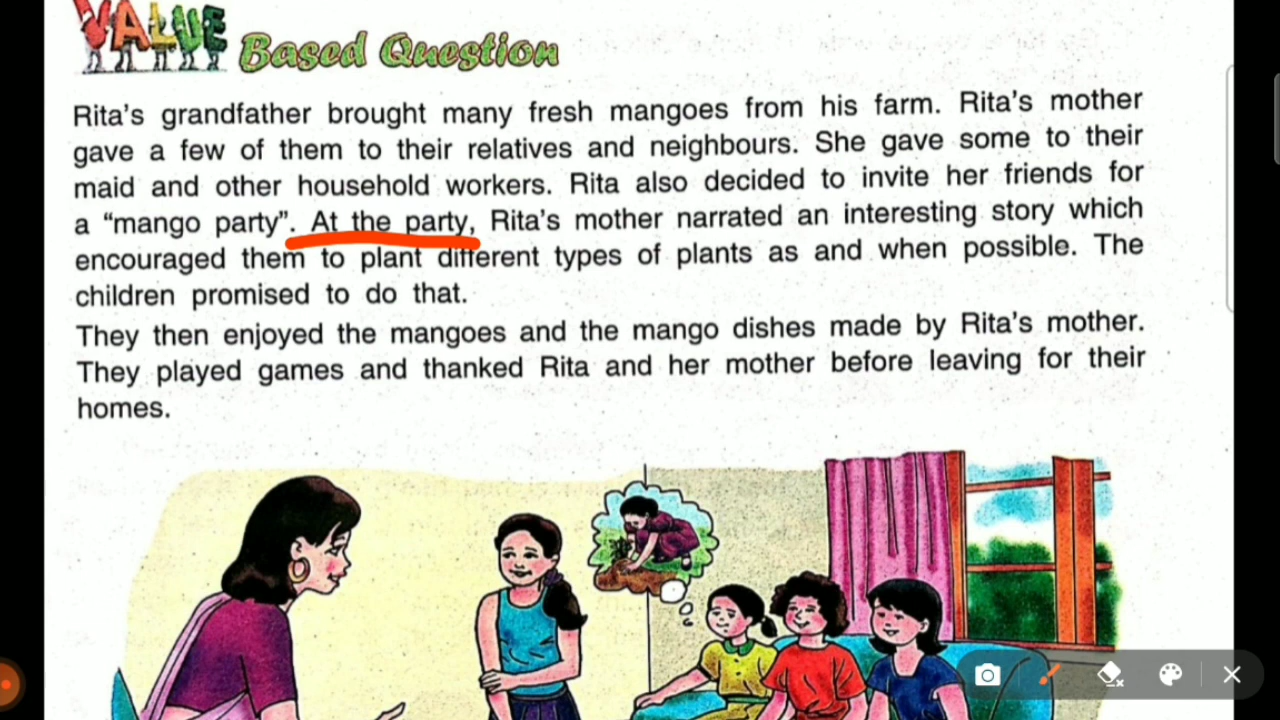 VALUE Based Question
Rita's grandfather brought many fresh mangoes from his farm. Rita's mother
gave a few of them to their relatives and neighbours. She gave some to their
maid and other household workers. Rita also decided to invite her friends for
a “mango party”. At the party, Rita's mother narrated an interesting story which
encouraged them to plant different types of plants as and when possible. The
children promised to do that.
They then enjoyed the mangoes and the mango dishes made by Rita's mother.
They played games and thanked Rita and her mother before leaving for their
homes.